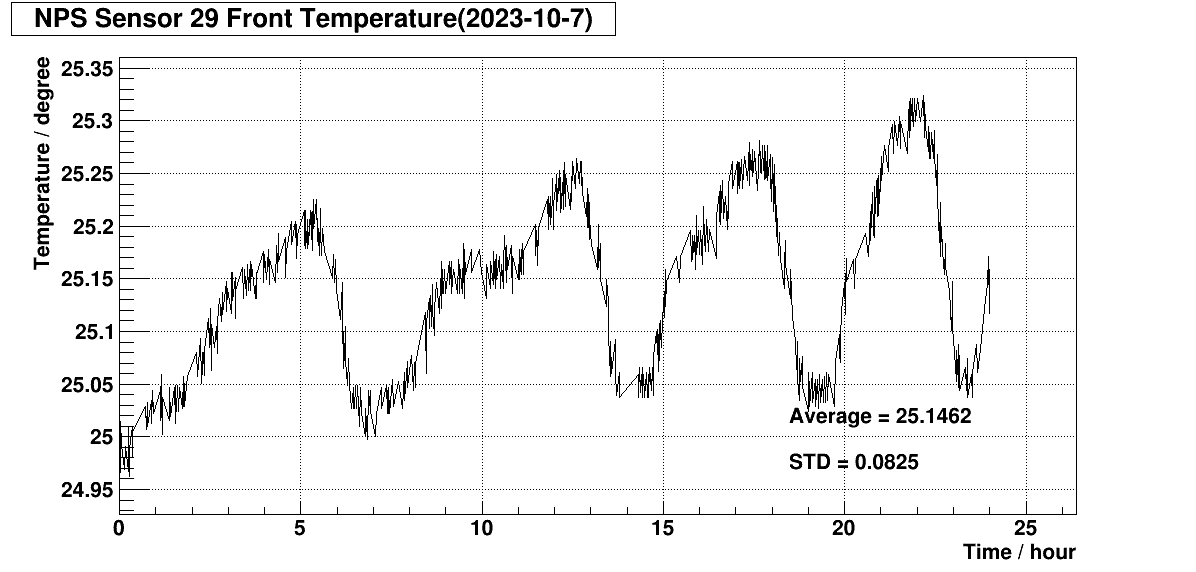 NPS Sensor 29 Front Temperature(2023-10-7)
Temperature / degree
25.35
25.3
25.25
25.2
25.15
25.1
25.05
25
24.95
Average = 25.1462
STD = 0.0825
0 5 10 15 20 25
Time / hour